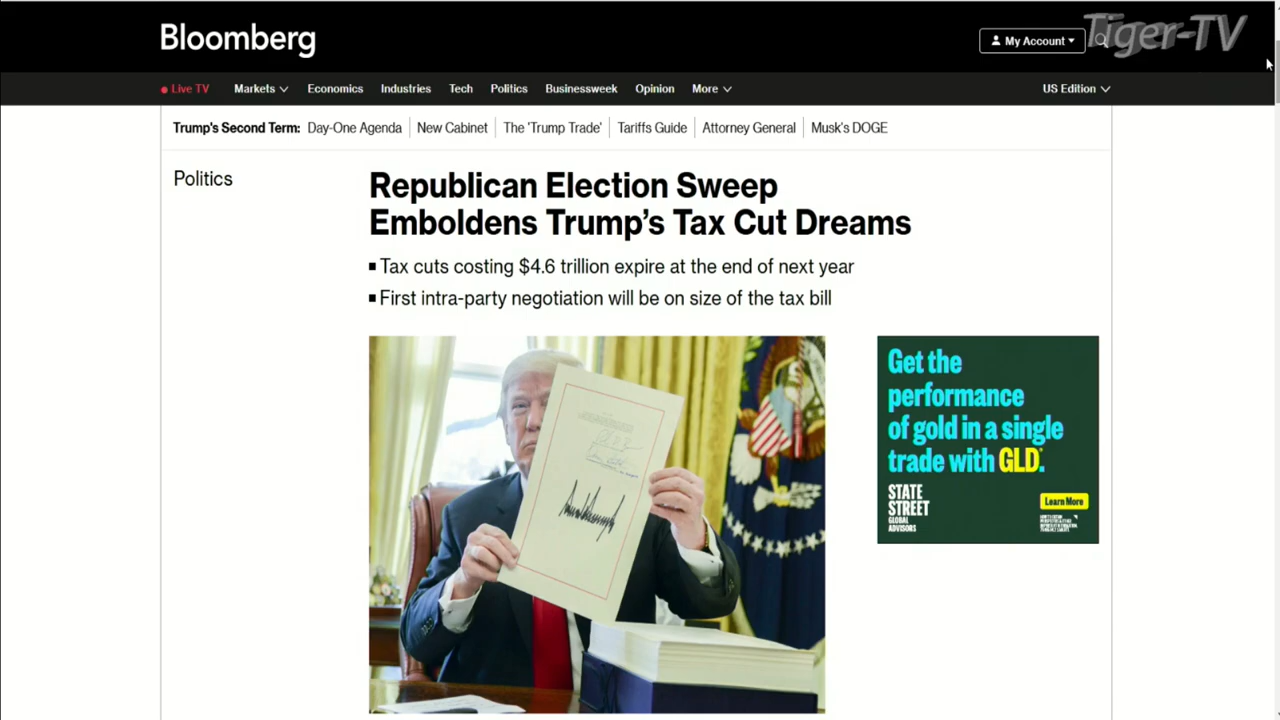 Bloomberg
My Account
Tiger-TV
Live TV
Markets
Economics
Industries
Tech
Politics
Businessweek
Opinion
More
US Edition
Trump's Second Term:
Day-One Agenda
New Cabinet
The 'Trump Trade'
Tariffs Guide
Attorney General
Musk's DOGE
Politics
Republican Election Sweep
Emboldens Trump's Tax Cut Dreams
Tax cuts costing $4.6 trillion expire at the end of next year
First intra-party negotiation will be on size of the tax bill
Get the
performance
of gold in a single
trade with GLD.
STATE
STREET
GLOBAL
ADVISORS
Learn More